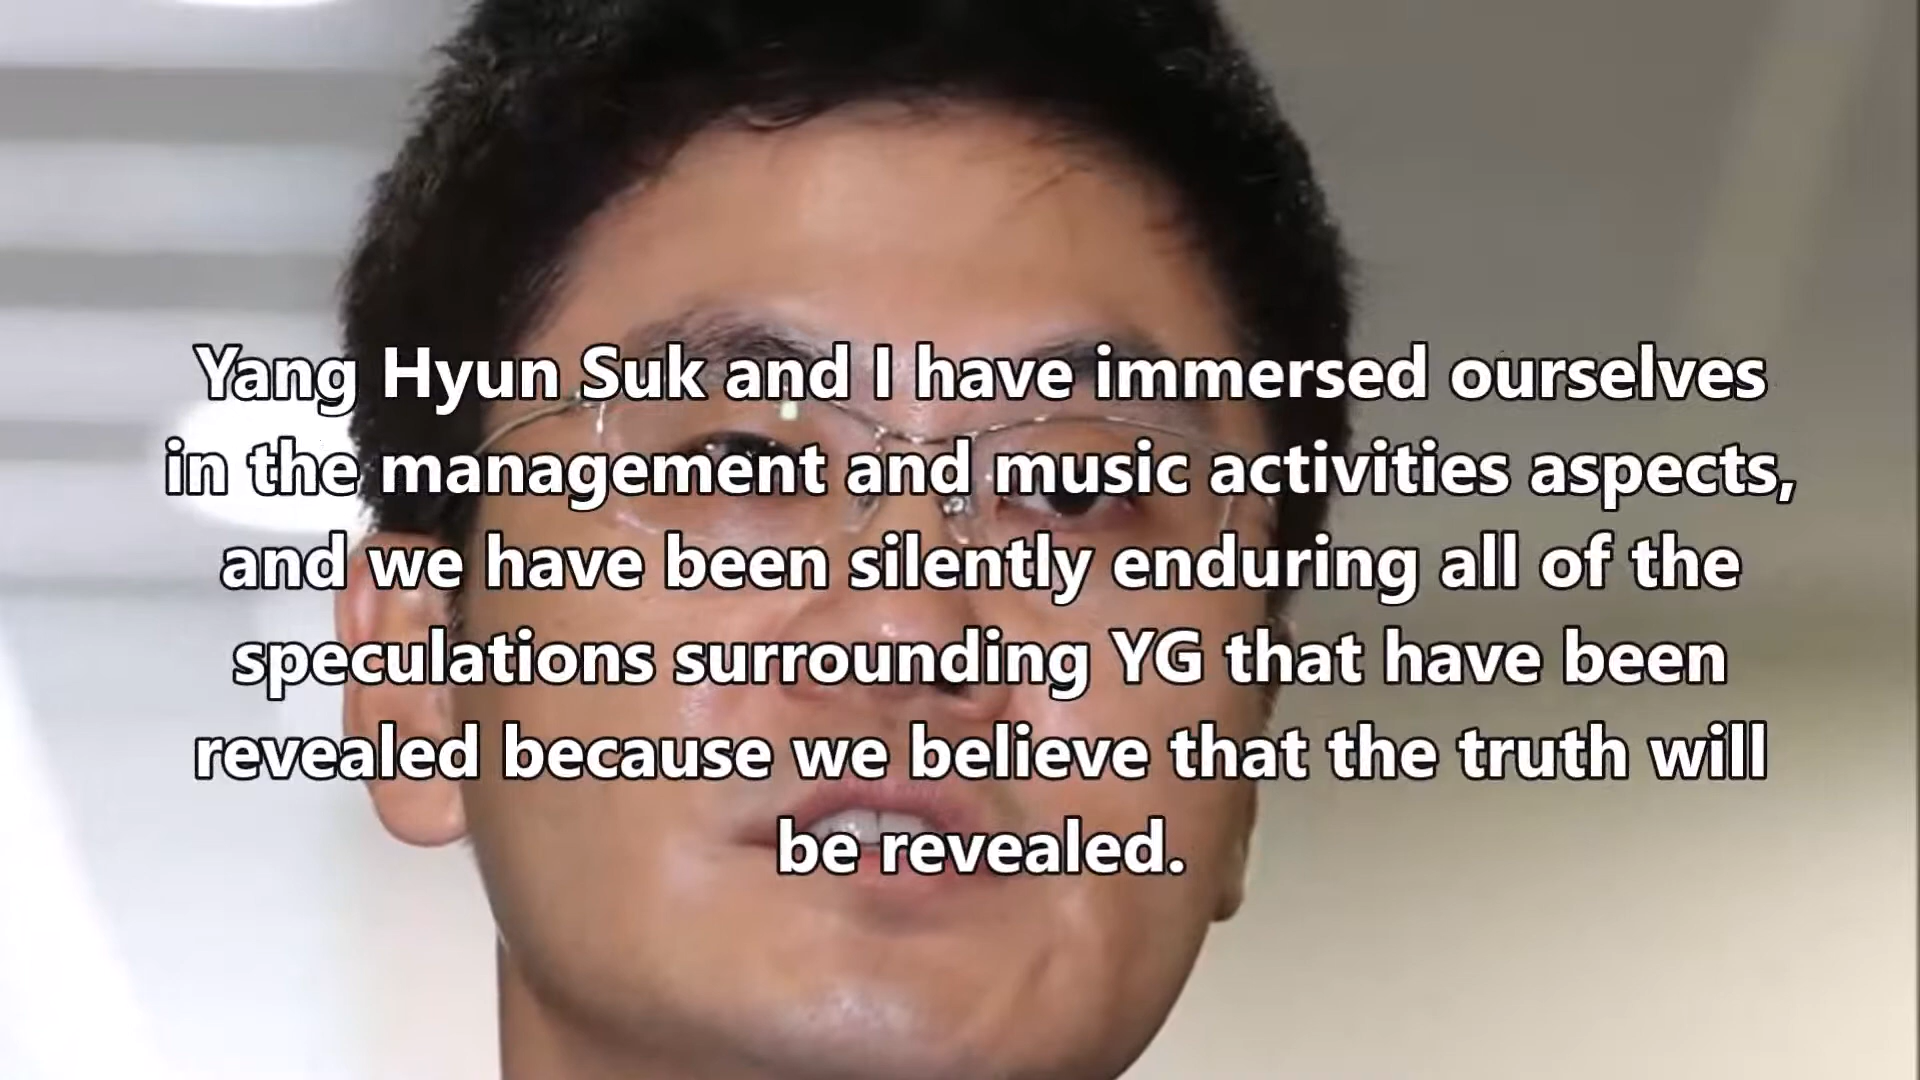 Yang Hyun Suk and I have immersed ourselves
in the management and music activities aspects,
and we have been silently enduring all of the
speculations surrounding YG that have been
revealed because we believe that the truth will
be revealed.